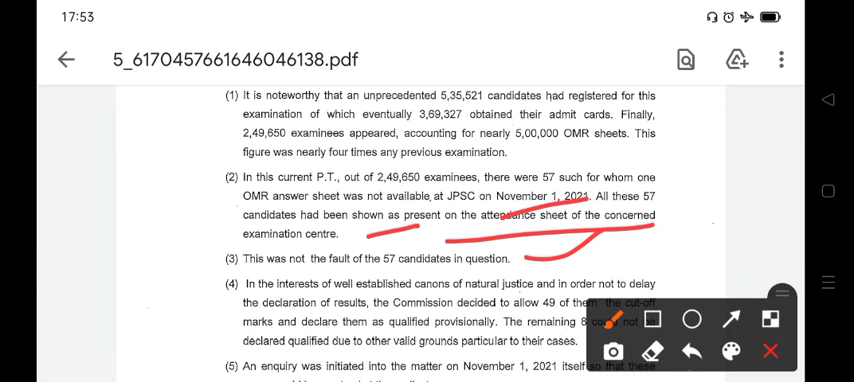 17:53
5_6170457661646046138.pdf
(1) It is noteworthy that an unprecedented 5,35,521 candidates had registered for this
examination of which eventually 3,69,327 obtained their admit cards. Finally,
2,49,650 examinees appeared, accounting for nearly 5,00,000 OMR sheets. This
figure was nearly four times any previous examination.
(2) In this current P.T., out of 2,49,650 examinees, there were 57 such for whom one
OMR answer sheet was not available at JPSC on November 1, 2021. All these 57
candidates had been shown as present on the attendance sheet of the concerned
examination centre.
(3) This was not the fault of the 57 candidates in question.
(4) In the interests of well established canons of natural justice and in order not to delay
the declaration of results, the Commission decided to allow 49 of them the cut-off
marks and declare them as qualified provisionally. The remaining 8 could not be
declared qualified due to other valid grounds particular to their cases.
(5) An enquiry was initiated into the matter on November 1, 2021 itself so that these